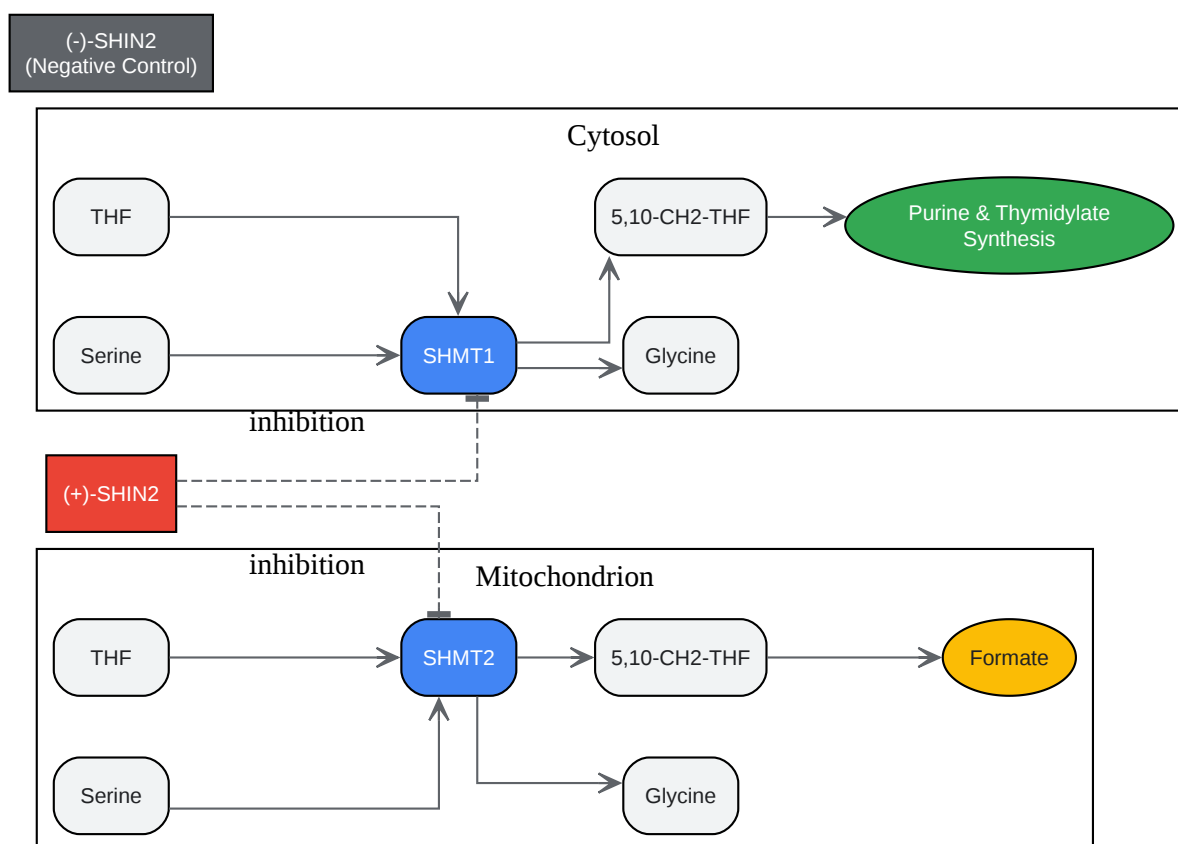 (-)-SHIN2
(Negative Control)
Cytosol
THF
5,10-CH2-THF
Purine & Thymidylate
Synthesis
Serine
SHMT1
Glycine
inhibition
(+)-SHIN2
inhibition
Mitochondrion
THF
SHMT2
5,10-CH2-THF
Formate
Serine
Glycine